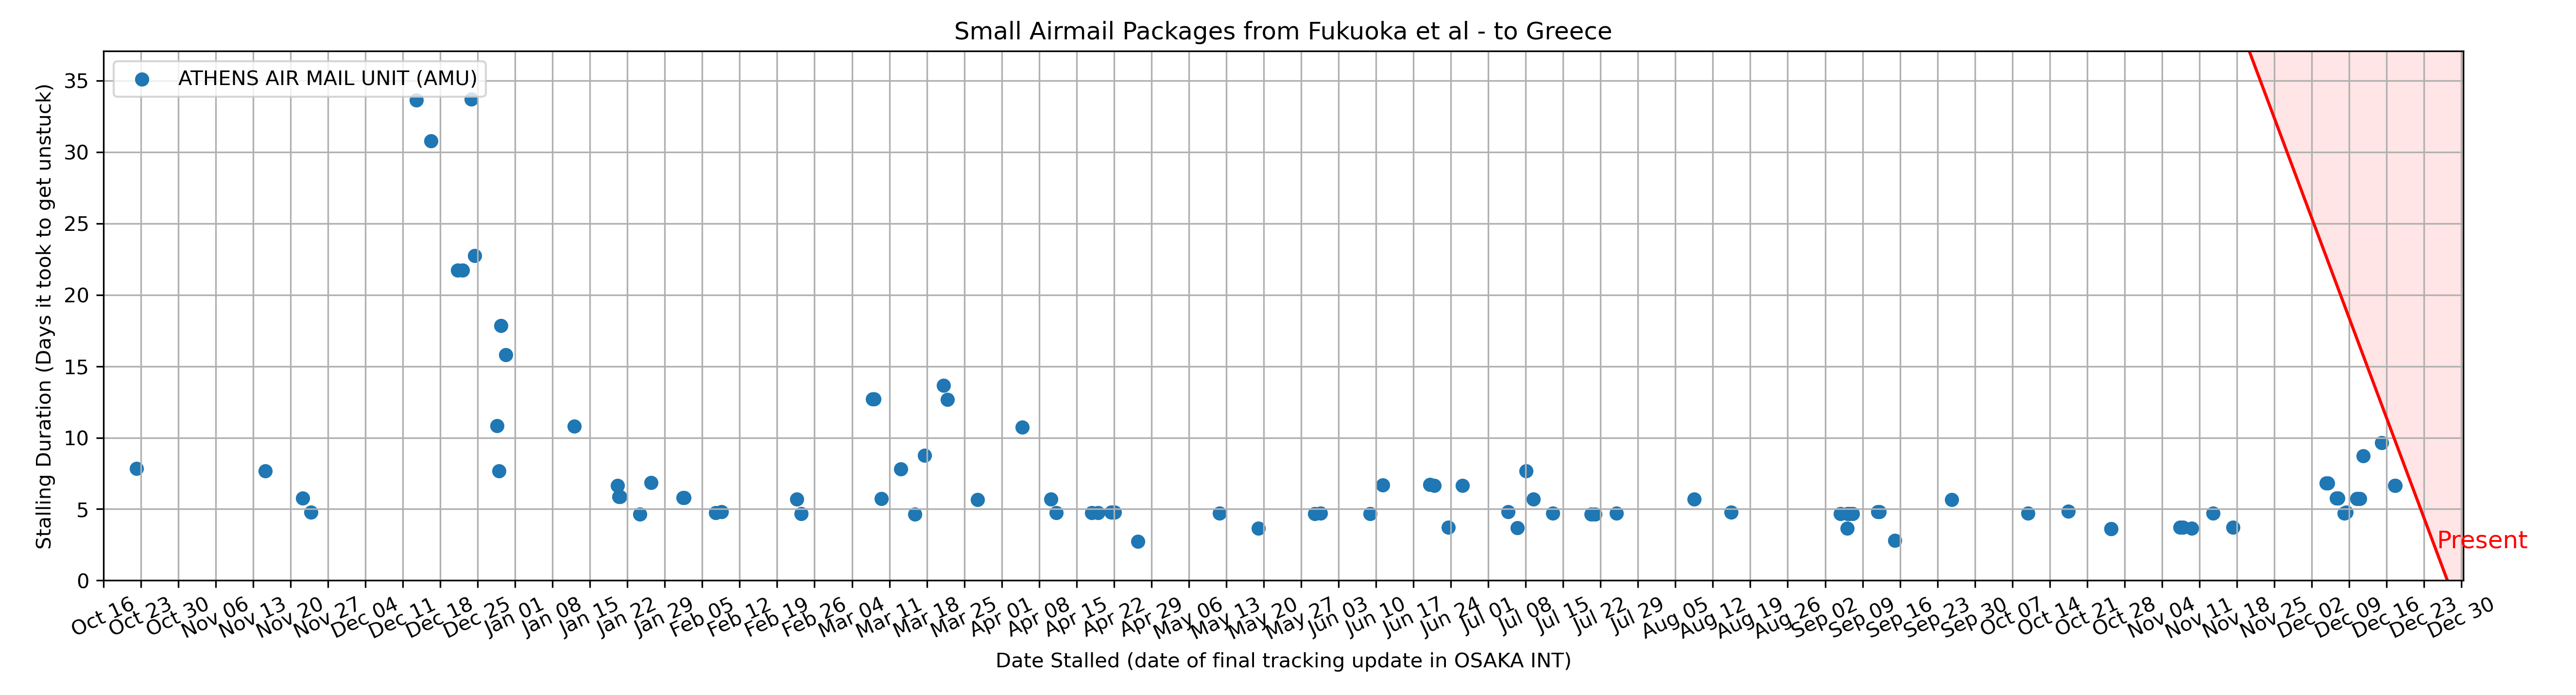 Small Airmail Packages from Fukuoka et al - to Greece
ATHENS AIR MAIL UNIT (AMU)
Stalling Duration (Days it took to get unstuck)
35
30
25
20
15
10
5
0
Present
Oct 16
Oct 23
Oct 30
Nov 06
Nov 13
Nov 20
Nov 27
Dec 04
Dec 11
Dec 18
Dec 25
Jan 01
Jan 08
Jan 15
Jan 22
Jan 29
Feb 05
Feb 12
Feb 19
Feb 26
Mar 04
Mar 11
Mar 18
Mar 25
Apr 01
Apr 08
Apr 15
Apr 22
Apr 29
May 06
May 13
May 20
May 27
Jun 03
Jun 10
Jun 17
Jun 24
Jul 01
Jul 08
Jul 15
Jul 22
Jul 29
Aug 05
Aug 12
Aug 19
Aug 26
Sep 02
Sep 09
Sep 16
Sep 23
Sep 30
Oct 07
Oct 14
Oct 21
Oct 28
Nov 04
Nov 11
Nov 18
Nov 25
Dec 02
Dec 09
Dec 16
Dec 23
Dec 30
Date Stalled (date of final tracking update in OSAKA INT)